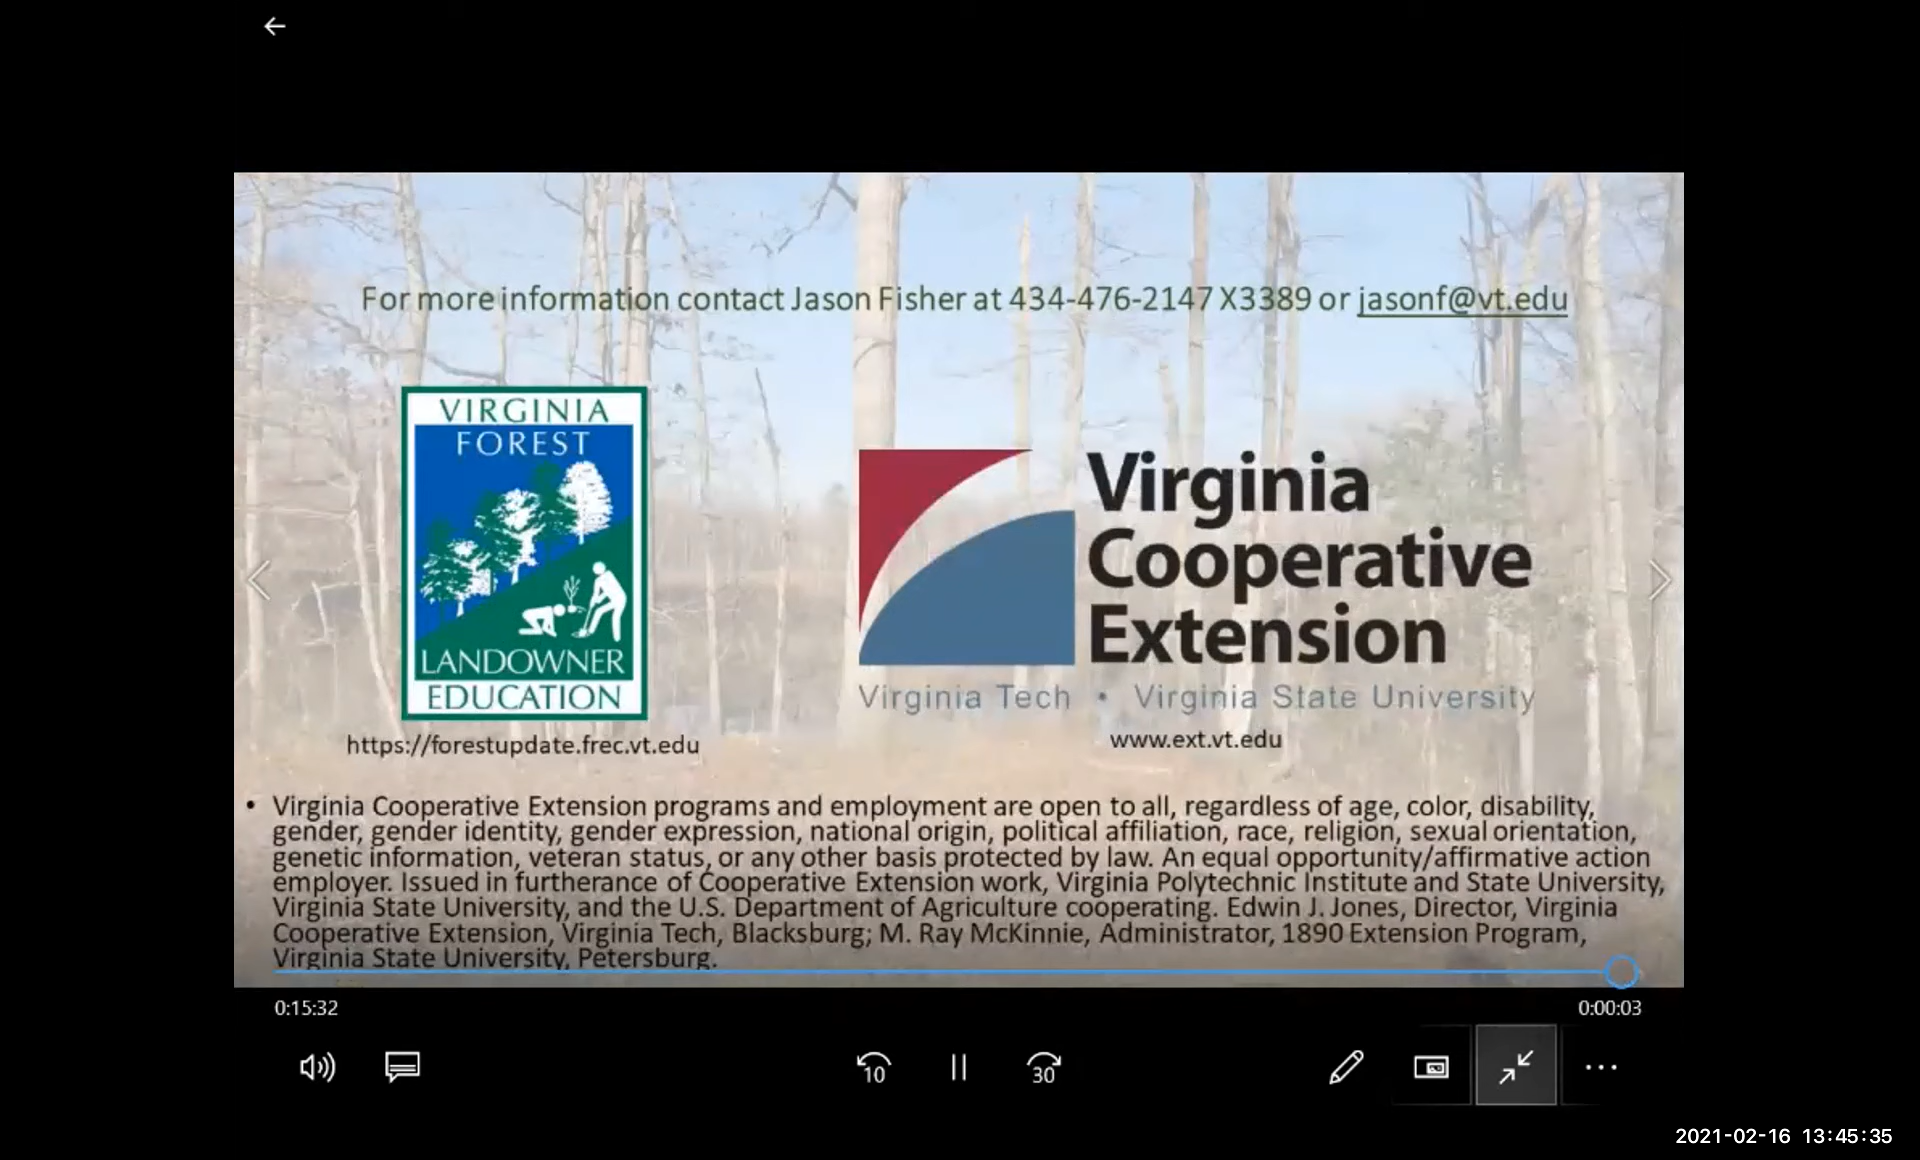 For more information contact Jason Fisher at 434-476-2147 X3389 or jasonf@vt.edu
VIRGINIA
FOREST
LANDOWNER
EDUCATION
https://forestupdate.frec.vt.edu
Virginia
Cooperative
Extension
Virginia Tech • Virginia State University
www.ext.vt.edu
• Virginia Cooperative Extension programs and employment are open to all, regardless of age, color, disability,
gender, gender identity, gender expression, national origin, political affiliation, race, religion, sexual orientation,
genetic information, veteran status, or any other basis protected by law. An equal opportunity/affirmative action
employer. Issued in furtherance of Cooperative Extension work, Virginia Polytechnic Institute and State University,
Virginia State University, and the U.S. Department of Agriculture cooperating. Edwin J. Jones, Director, Virginia
Cooperative Extension, Virginia Tech, Blacksburg; M. Ray McKinnie, Administrator, 1890 Extension Program,
Virginia State University, Petersburg.
0:15:32
0:00:03
10
30
2021-02-16 13:45:35